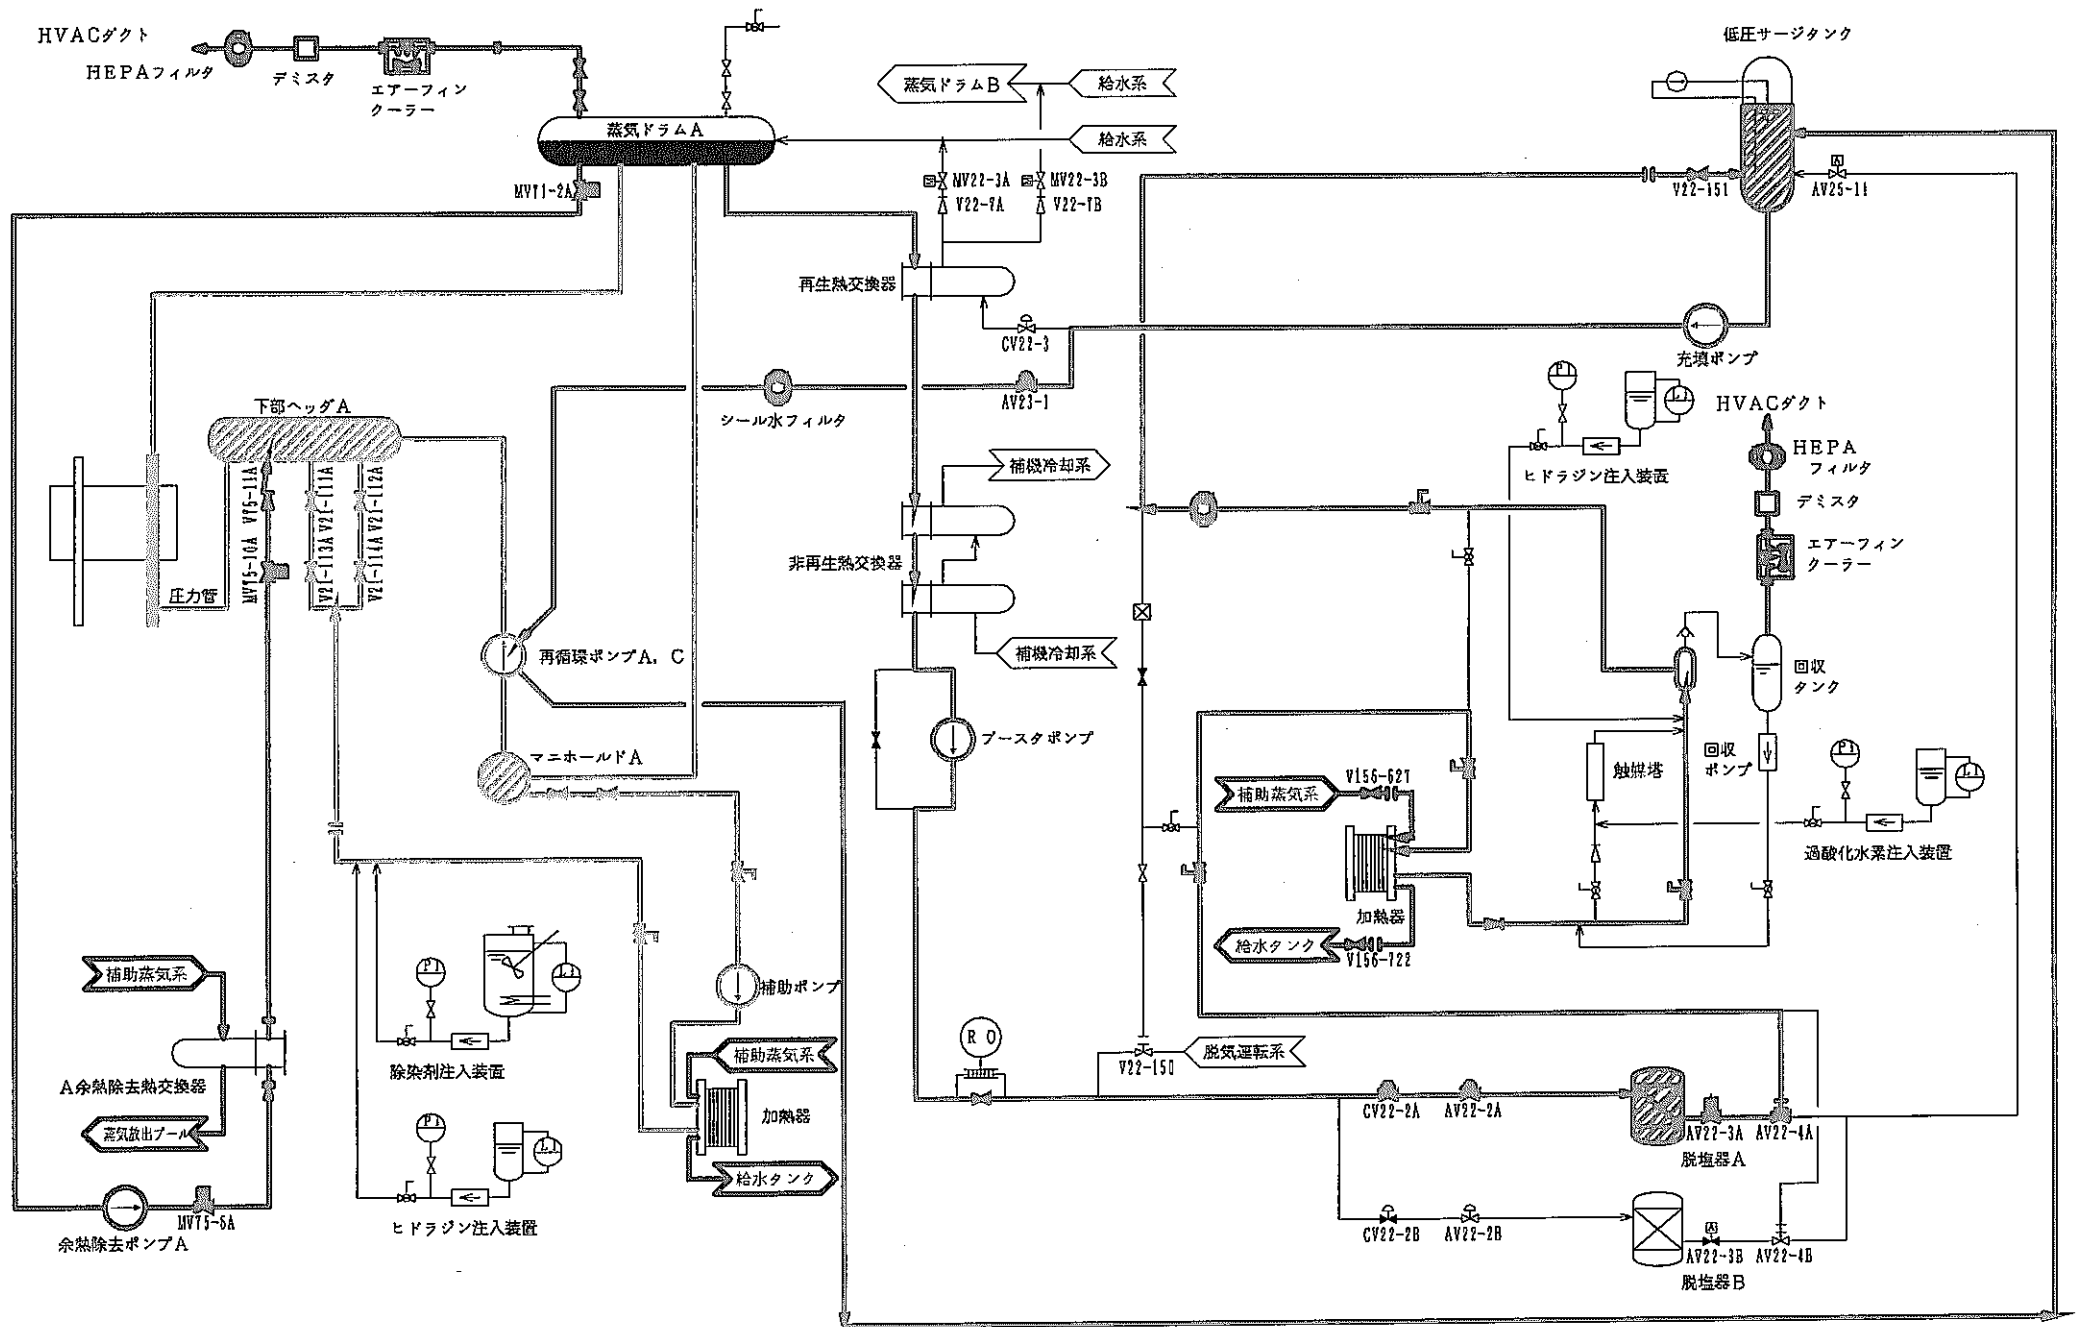 HVACダクト
HEPAフィルタ
デミスタ
エアーフィン
クーラー
蒸気ドラムA
蒸気ドラムB
給水系
給水系
低圧サージタンク
MV71-2A
MV22-3A
MV22-3B
V22-7B
V22-151
AV25-11
再生熱交換器
CV22-3
充填ポンプ
AV23-1
シール水フィルタ
下部ヘッダA
V75-11A
V21-111A
V21-112A
MV75-10A
V21-113A
V21-114A
圧力管
補機冷却系
非再生熱交換器
補機冷却系
再循環ポンプA, C
マニホールドA
ブースタポンプ
PI
LI
ヒドラジン注入装置
HVACダクト
HEPA
フィルタ
デミスタ
エアーフィン
クーラー
回収
タンク
回収
ポンプ
触媒塔
PI
LI
過酸化水素注入装置
V156-627
補助蒸気系
加熱器
給水タンク
V156-722
補助蒸気系
A余熱除去熱交換器
蒸気放出プール
余熱除去ポンプA
MV75-6A
PI
LI
除染剤注入装置
PI
LI
ヒドラジン注入装置
補助ポンプ
補助蒸気系
加熱器
給水タンク
RO
脱気運転系
V22-150
CV22-2A
AV22-2A
AV22-3A
AV22-4A
脱塩器A
CV22-2B
AV22-2B
AV22-3B
AV22-4B
脱塩器B